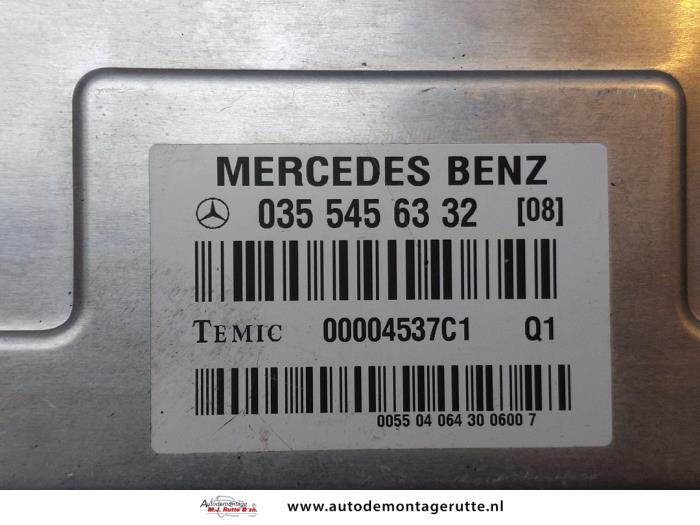 MERCEDES BENZ
035 545 63 32 [08]
TEMIC 00004537C1 Q1
0055 04 064 30 0600 7
Autodemontage
M.J. Rutte & zn.
www.autodemontagerutte.nl